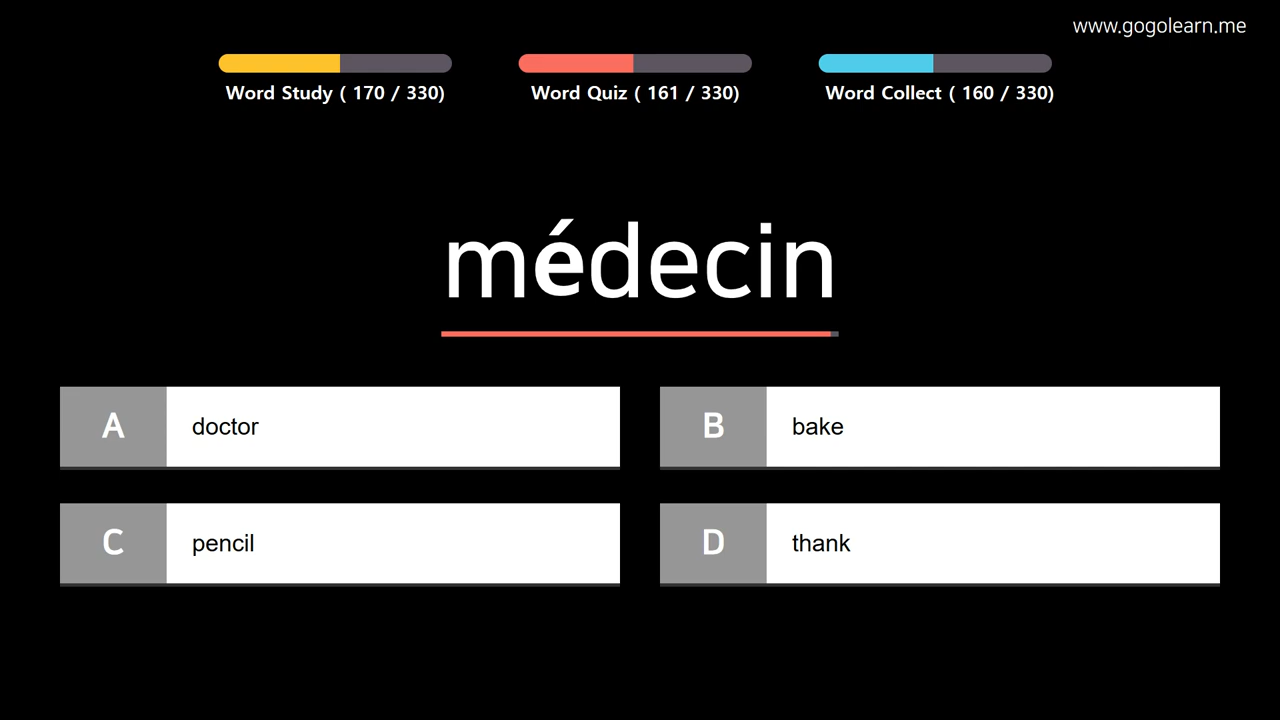 www.gogolearn.me
Word Study ( 170 / 330)
Word Quiz ( 161 / 330)
Word Collect ( 160 / 330)
médecin
A doctor
B bake
C pencil
D thank